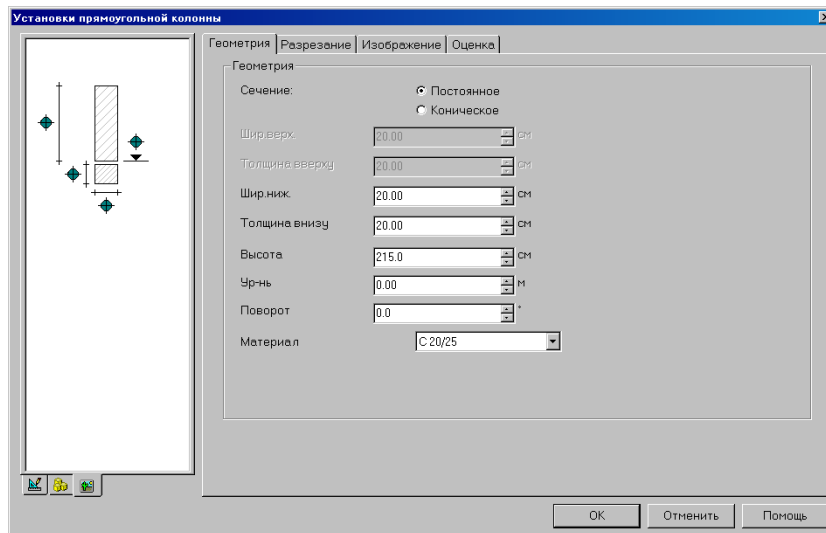 Установки прямоугольной колонны
Геометрия Разрезание Изображение Оценка
Геометрия
Сечение: Постоянное
Коническое
Шир.верх. 20.00 см
Толщина вверху 20.00 см
Шир.ниж. 20.00 см
Толщина внизу 20.00 см
Высота 215.0 см
Ур-нь 0.00 м
Поворот 0.0 °
Материал C 20/25
OK Отменить Помощь